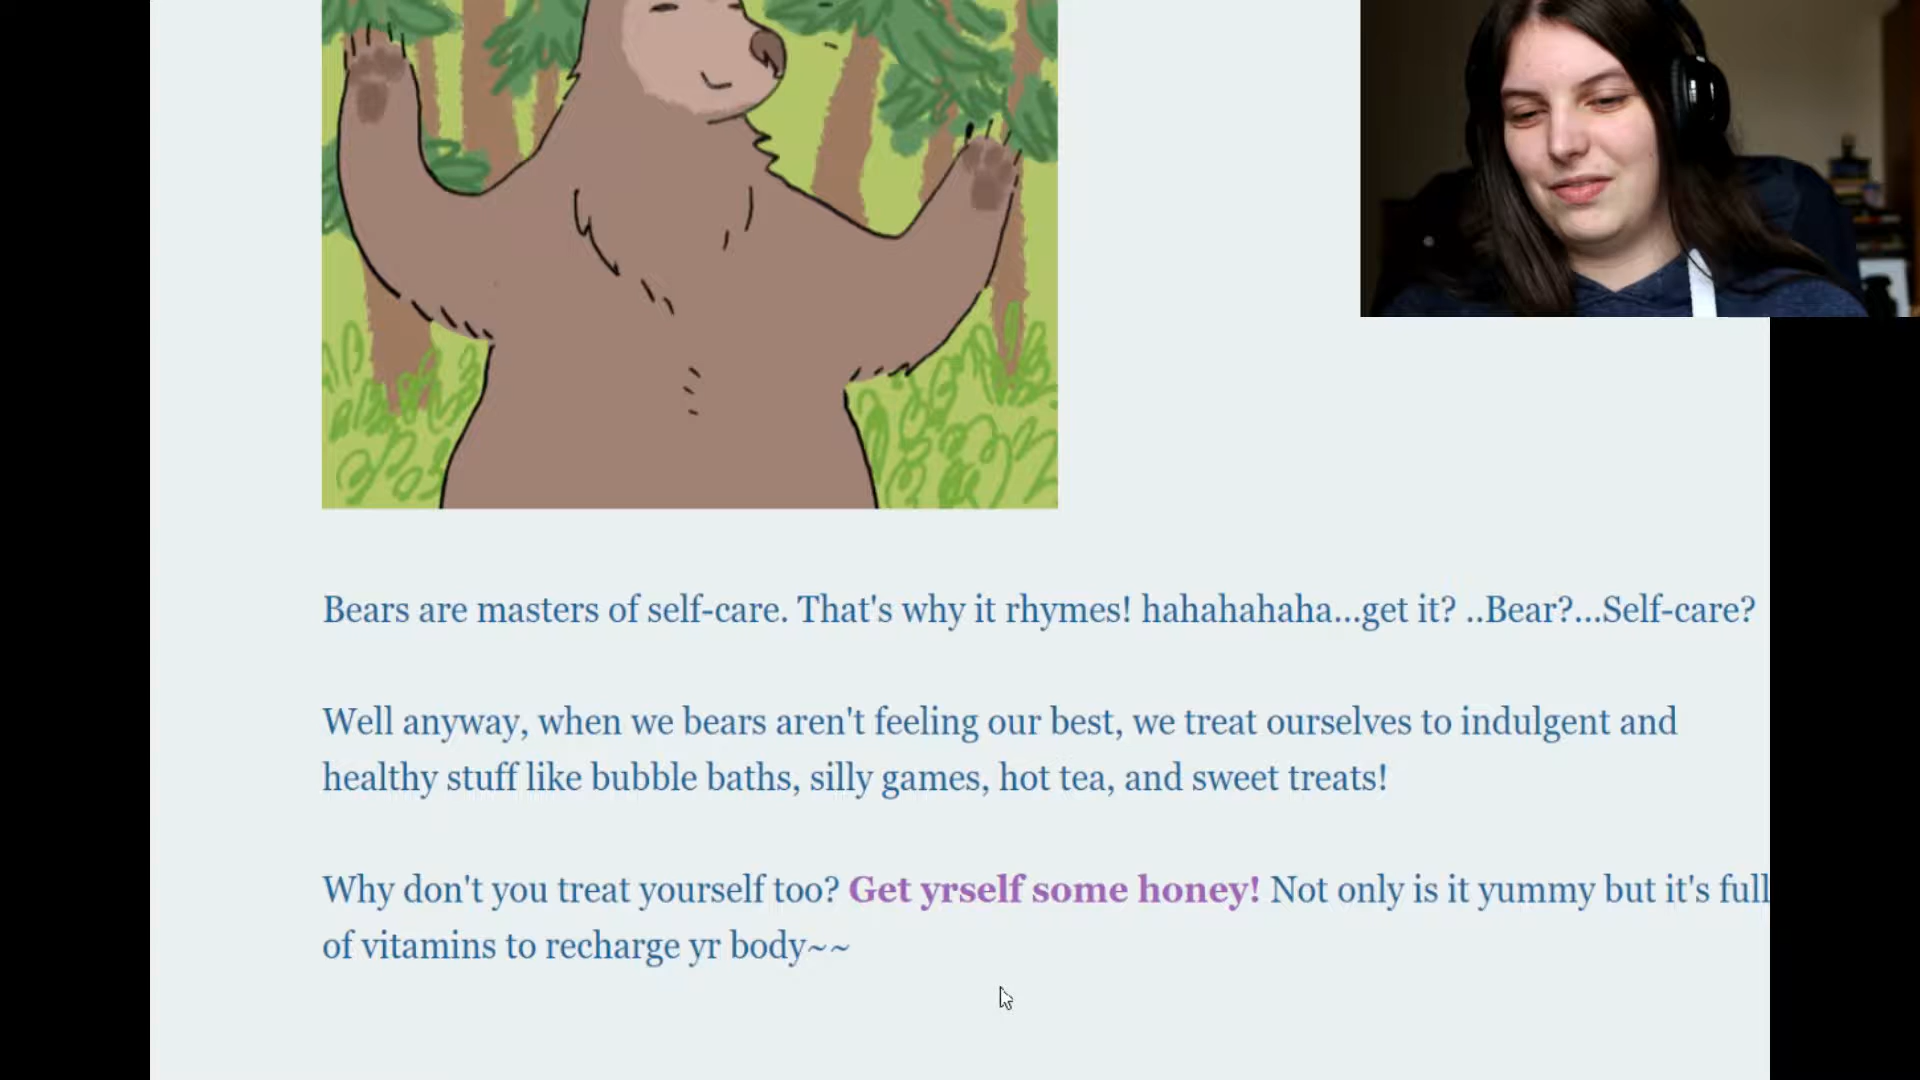 Bears are masters of self-care. That's why it rhymes! hahahahaha...get it? ..Bear?...Self-care?
Well anyway, when we bears aren't feeling our best, we treat ourselves to indulgent and
healthy stuff like bubble baths, silly games, hot tea, and sweet treats!
Why don't you treat yourself too? Get yrself some honey! Not only is it yummy but it's full
of vitamins to recharge yr body~~